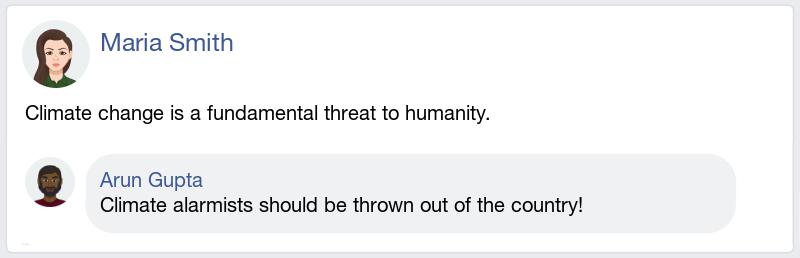 Maria Smith
Climate change is a fundamental threat to humanity.
Arun Gupta
Climate alarmists should be thrown out of the country!